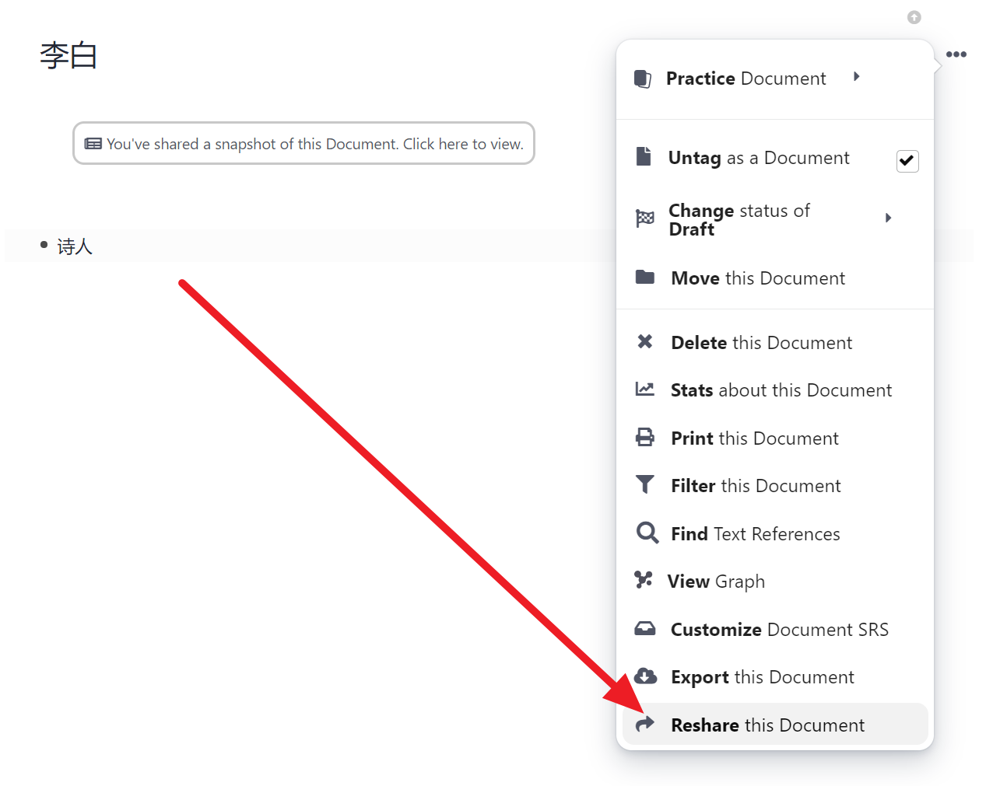 李白
You've shared a snapshot of this Document. Click here to view.
诗人
Practice Document
Untag as a Document
Change status of
Draft
Move this Document
Delete this Document
Stats about this Document
Print this Document
Filter this Document
Find Text References
View Graph
Customize Document SRS
Export this Document
Reshare this Document